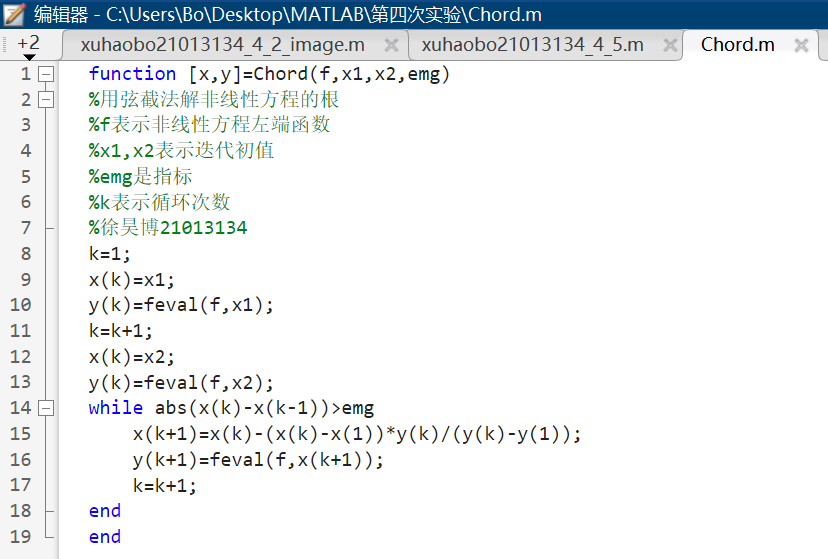 编辑器 - C:\Users\Bo\Desktop\MATLAB\第四次实验\Chord.m
+2 xuhaobo21013134_4_2_image.m xuhaobo21013134_4_5.m Chord.m
1 function [x,y]=Chord(f,x1,x2,emg)
2 %用弦截法解非线性方程的根
3 %f表示非线性方程左端函数
4 %x1,x2表示迭代初值
5 %emg是指标
6 %k表示循环次数
7 %徐昊博21013134
8 k=1;
9 x(k)=x1;
10 y(k)=feval(f,x1);
11 k=k+1;
12 x(k)=x2;
13 y(k)=feval(f,x2);
14 while abs(x(k)-x(k-1))>emg
15 x(k+1)=x(k)-(x(k)-x(1))*y(k)/(y(k)-y(1));
16 y(k+1)=feval(f,x(k+1));
17 k=k+1;
18 end
19 end